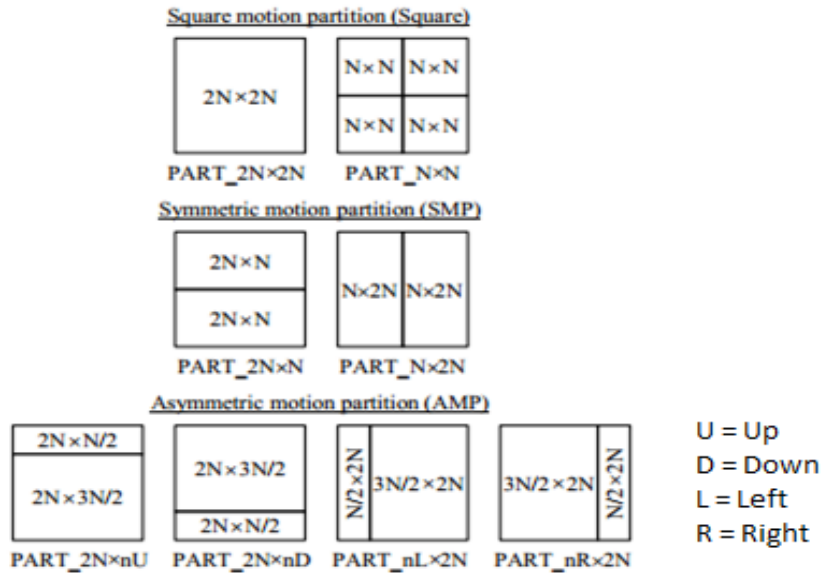 Square motion partition (Square)
2N×2N
N×N N×N
N×N N×N
PART_2N×2N PART_N×N
Symmetric motion partition (SMP)
2N×N
2N×N
N×2N N×2N
PART_2N×N PART_N×2N
Asymmetric motion partition (AMP)
2N×N/2
2N×3N/2
2N×3N/2
2N×N/2
N/2×2N
3N/2×2N
3N/2×2N
N/2×2N
PART_2N×nU PART_2N×nD PART_nL×2N PART_nR×2N
U = Up
D = Down
L = Left
R = Right